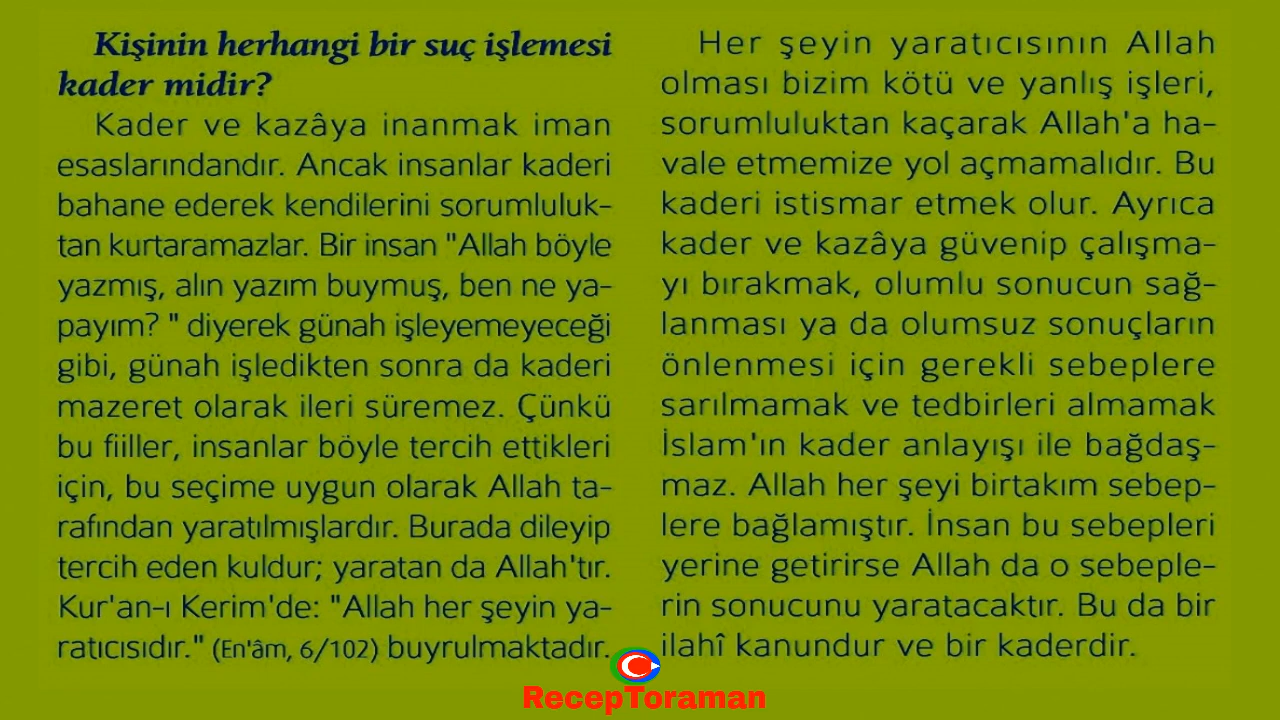 Kişinin herhangi bir suç işlemesi
kader midir?
Kader ve kazâya inanmak iman
esaslarındandır. Ancak insanlar kaderi
bahane ederek kendilerini sorumluluk-
tan kurtaramazlar. Bir insan "Allah böyle
yazmış, alın yazım buymuş, ben ne ya-
payım? " diyerek günah işleyemeyeceği
gibi, günah işledikten sonra da kaderi
mazeret olarak ileri süremez. Çünkü
bu fiiller, insanlar böyle tercih ettikleri
için, bu seçime uygun olarak Allah ta-
rafından yaratılmışlardır. Burada dileyip
tercih eden kuldur; yaratan da Allah'tır.
Kur'an-ı Kerim'de: "Allah her şeyin ya-
ratıcısıdır." (En'âm, 6/102) buyrulmaktadır.
Her şeyin yaratıcısının Allah
olması bizim kötü ve yanlış işleri,
sorumluluktan kaçarak Allah'a ha-
vale etmemize yol açmamalıdır. Bu
kaderi istismar etmek olur. Ayrıca
kader ve kazâya güvenip çalışma-
yı bırakmak, olumlu sonucun sağ-
lanması ya da olumsuz sonuçların
önlenmesi için gerekli sebeplere
sarılmamak ve tedbirleri almamak
İslam'ın kader anlayışı ile bağdaş-
maz. Allah her şeyi birtakım sebep-
lere bağlamıştır. İnsan bu sebepleri
yerine getirirse Allah da o sebeple-
rin sonucunu yaratacaktır. Bu da bir
ilahî kanundur ve bir kaderdir.
RecepToraman